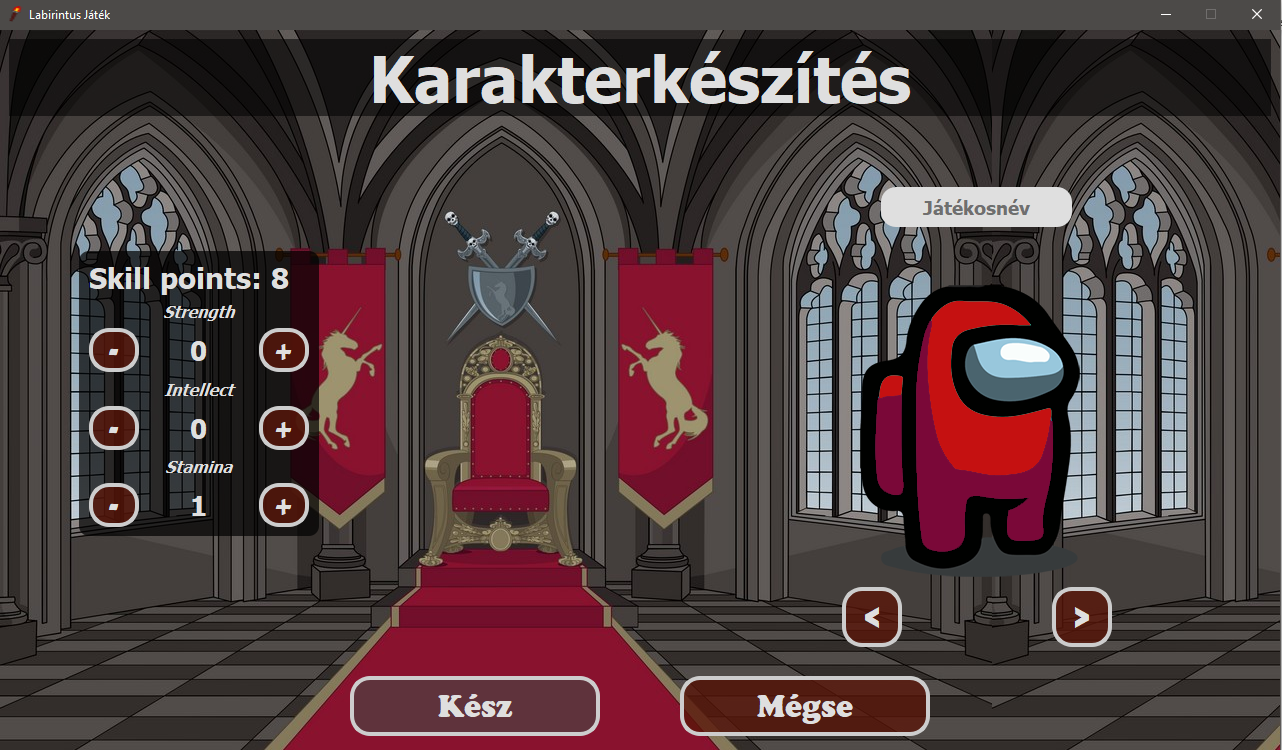 Labirintus Játék
Karakterkészítés
Játékosnév
Skill points: 8
Strength
- 0 +
Intellect
- 0 +
Stamina
- 1 +
< >
Kész Mégse